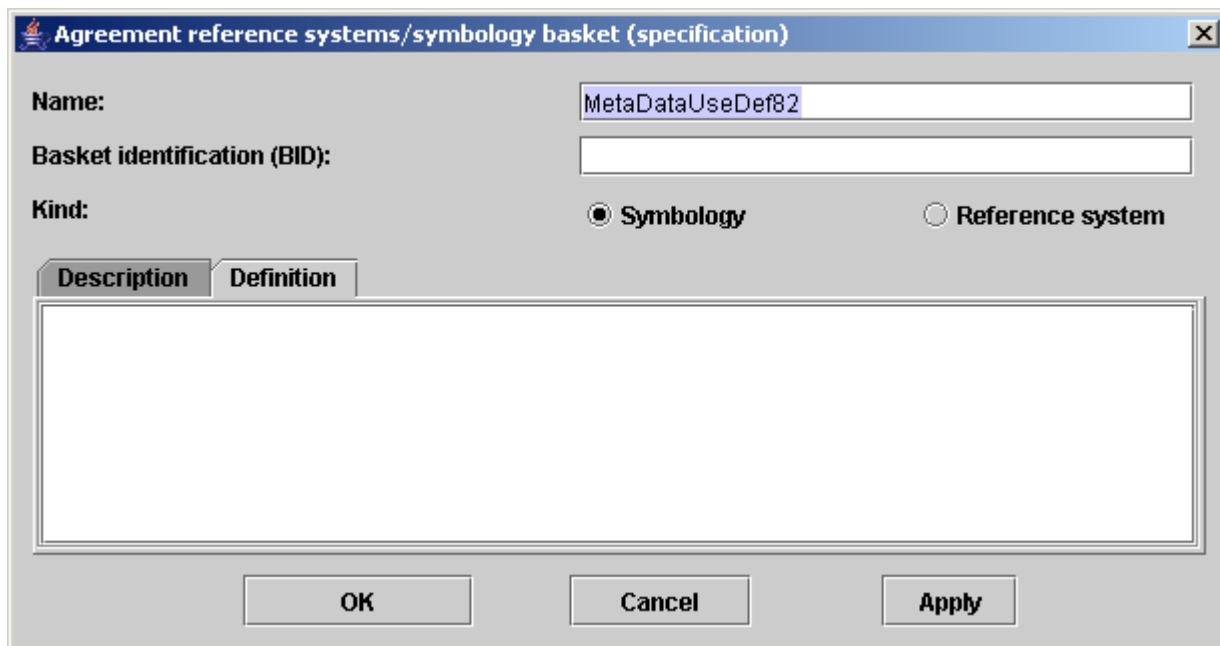 Agreement reference systems/symbology basket (specification)
Name: MetaDataUseDef82
Basket identification (BID):
Kind: Symbology Reference system
Description Definition
OK Cancel Apply